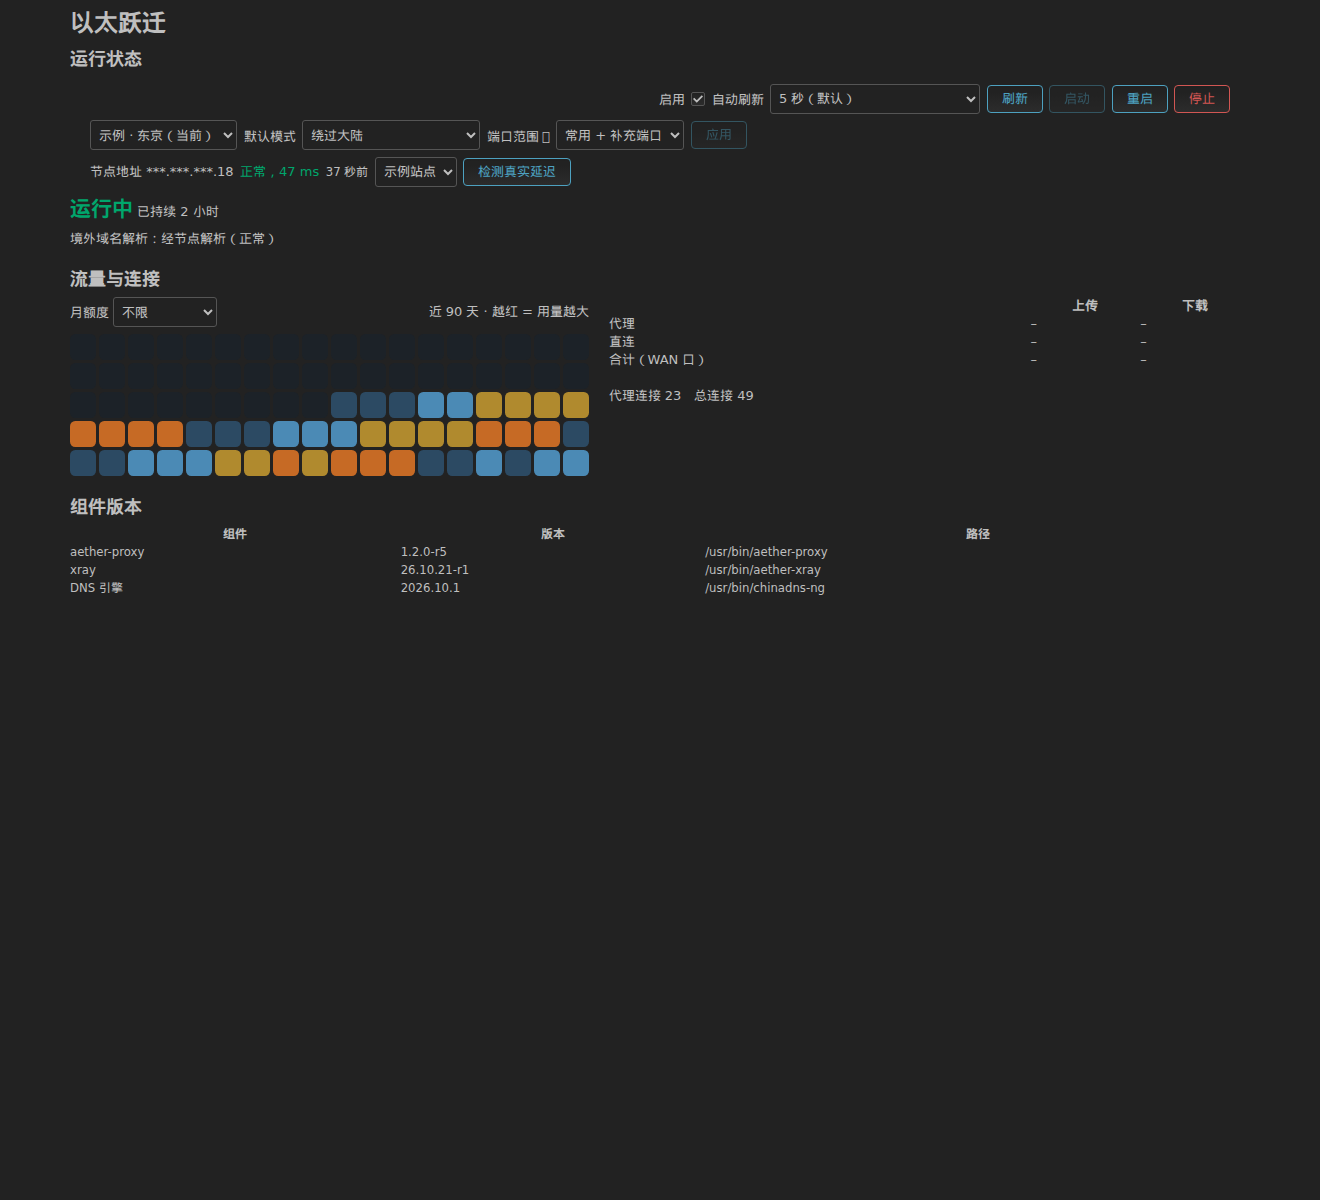 以太跃迁
运行状态
启用 自动刷新 5 秒（默认） 刷新 启动 重启 停止
示例 · 东京（当前） 默认模式 绕过大陆 端口范围 常用 + 补充端口 应用
节点地址 ***.***.***.18 正常，47 ms 37 秒前 示例站点 检测真实延迟
运行中 已持续 2 小时
境外域名解析：经节点解析（正常）
流量与连接
月额度 不限 近 90 天 · 越红 = 用量越大
上传 下载
代理 – –
直连 – –
合计（WAN 口） – –
代理连接 23 总连接 49
组件版本
组件 版本 路径
aether-proxy 1.2.0-r5 /usr/bin/aether-proxy
xray 26.10.21-r1 /usr/bin/aether-xray
DNS 引擎 2026.10.1 /usr/bin/chinadns-ng